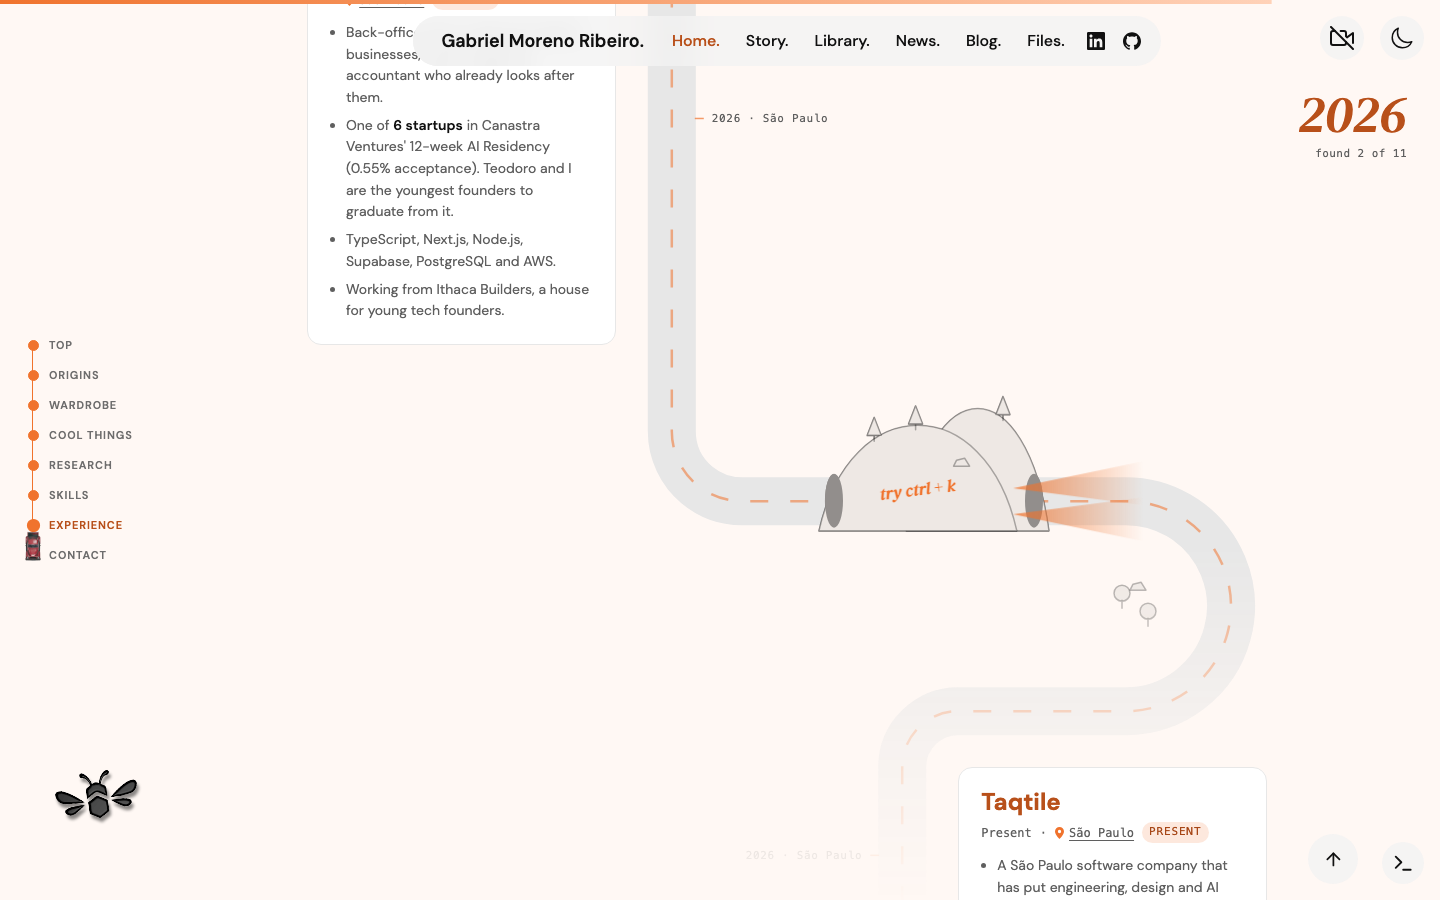 Gabriel Moreno Ribeiro. Home. Story. Library. News. Blog. Files.
2026
found 2 of 11
Back-offic
businesses,
accountant who already looks after
them.
One of 6 startups in Canastra
Ventures' 12-week AI Residency
(0.55% acceptance). Teodoro and I
are the youngest founders to
graduate from it.
TypeScript, Next.js, Node.js,
Supabase, PostgreSQL and AWS.
Working from Ithaca Builders, a house
for young tech founders.
2026 · São Paulo
TOP
ORIGINS
WARDROBE
COOL THINGS
RESEARCH
SKILLS
EXPERIENCE
CONTACT
try ctrl + k
2026 · São Paulo
Taqtile
Present · São Paulo PRESENT
A São Paulo software company that
has put engineering, design and AI